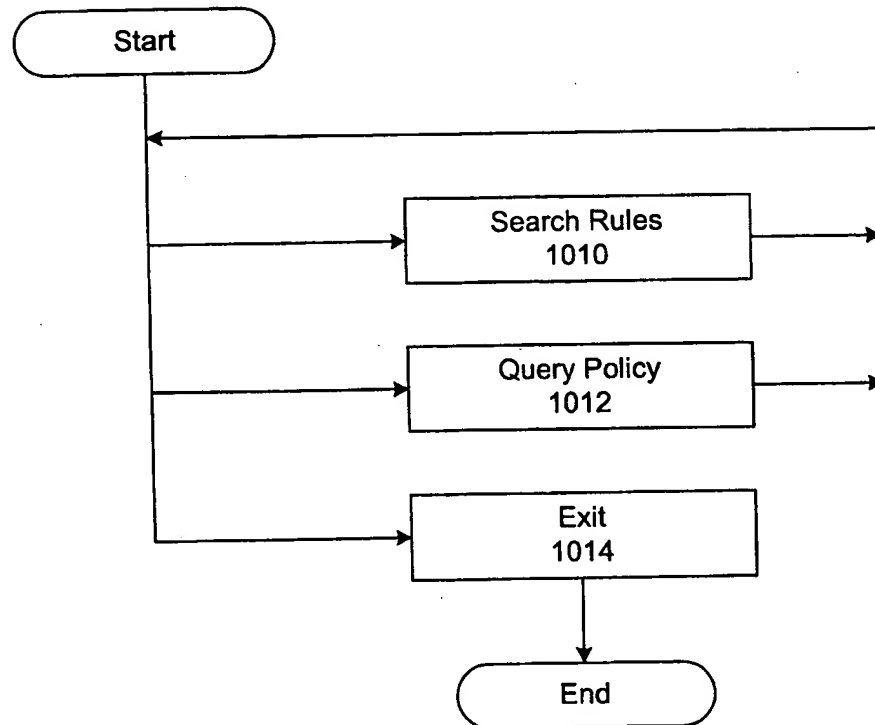 Start
Search Rules
1010
Query Policy
1012
Exit
1014
End